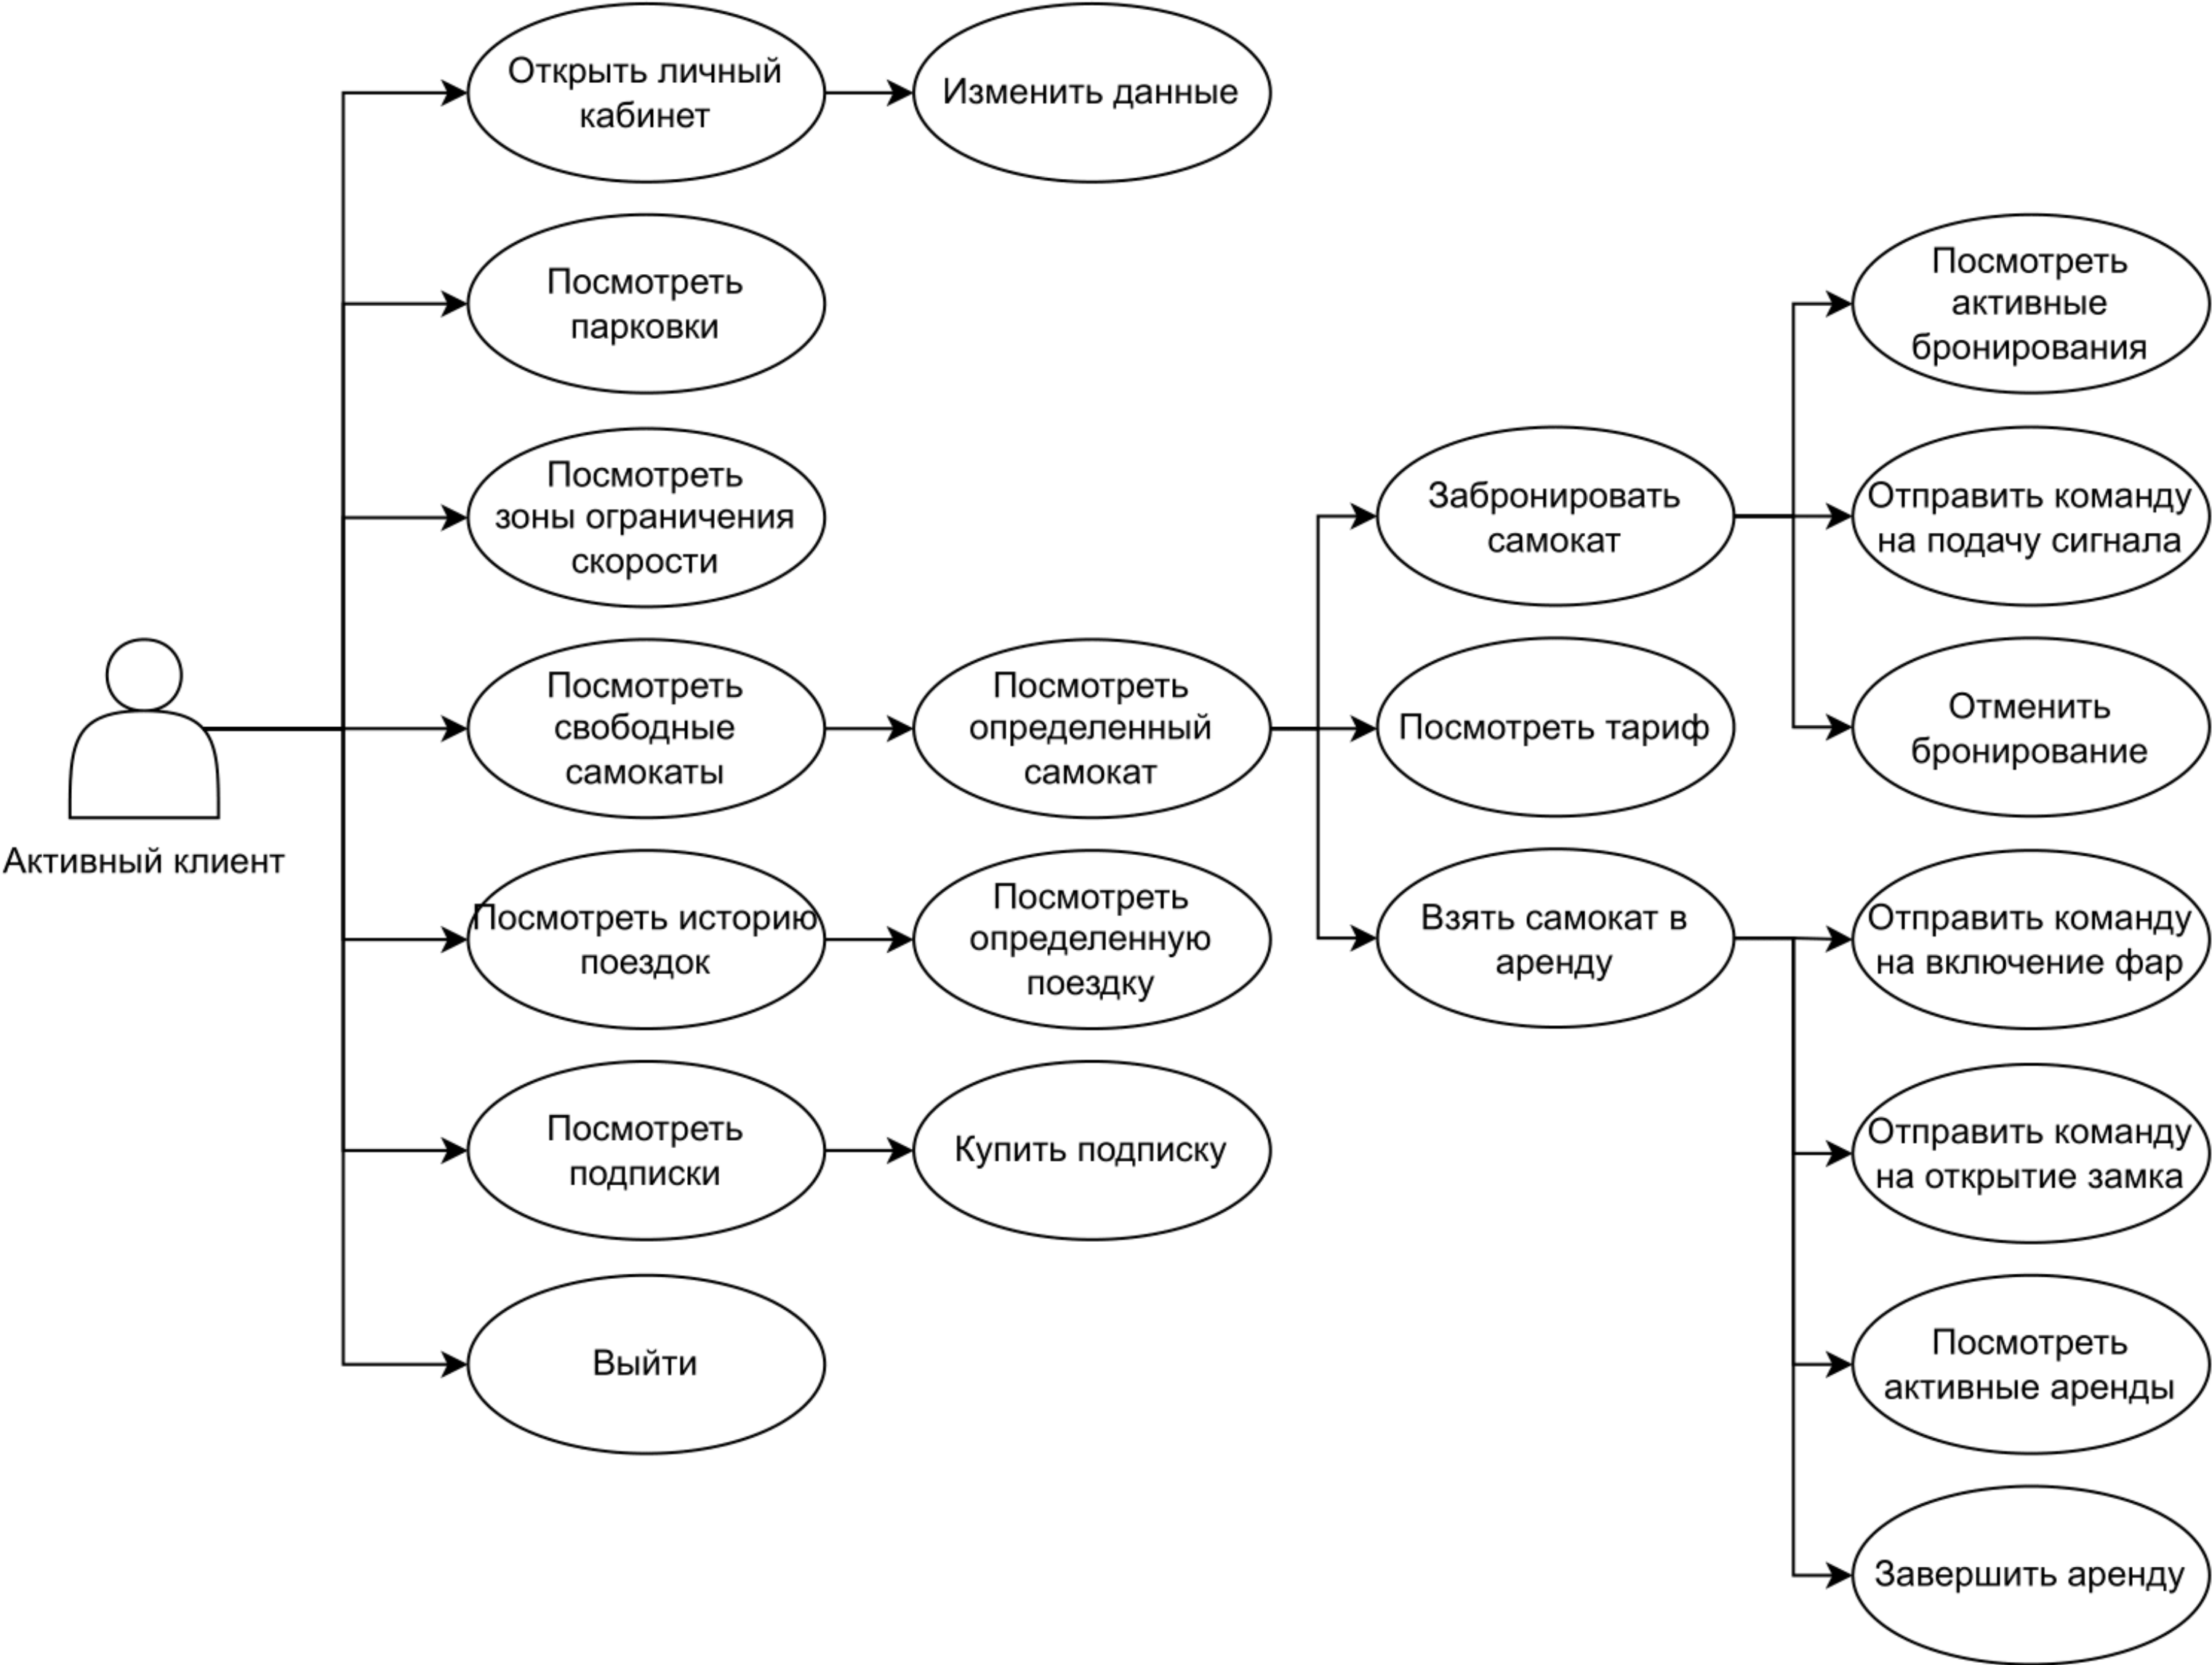 Открыть личный
кабинет
Изменить данные
Посмотреть
парковки
Посмотреть
активные
бронирования
Посмотреть
зоны ограничения
скорости
Забронировать
самокат
Отправить команду
на подачу сигнала
Активный клиент
Посмотреть
свободные
самокаты
Посмотреть
определенный
самокат
Посмотреть тариф
Отменить
бронирование
Посмотреть историю
поездок
Посмотреть
определенную
поездку
Взять самокат в
аренду
Отправить команду
на включение фар
Посмотреть
подписки
Купить подписку
Отправить команду
на открытие замка
Выйти
Посмотреть
активные аренды
Завершить аренду